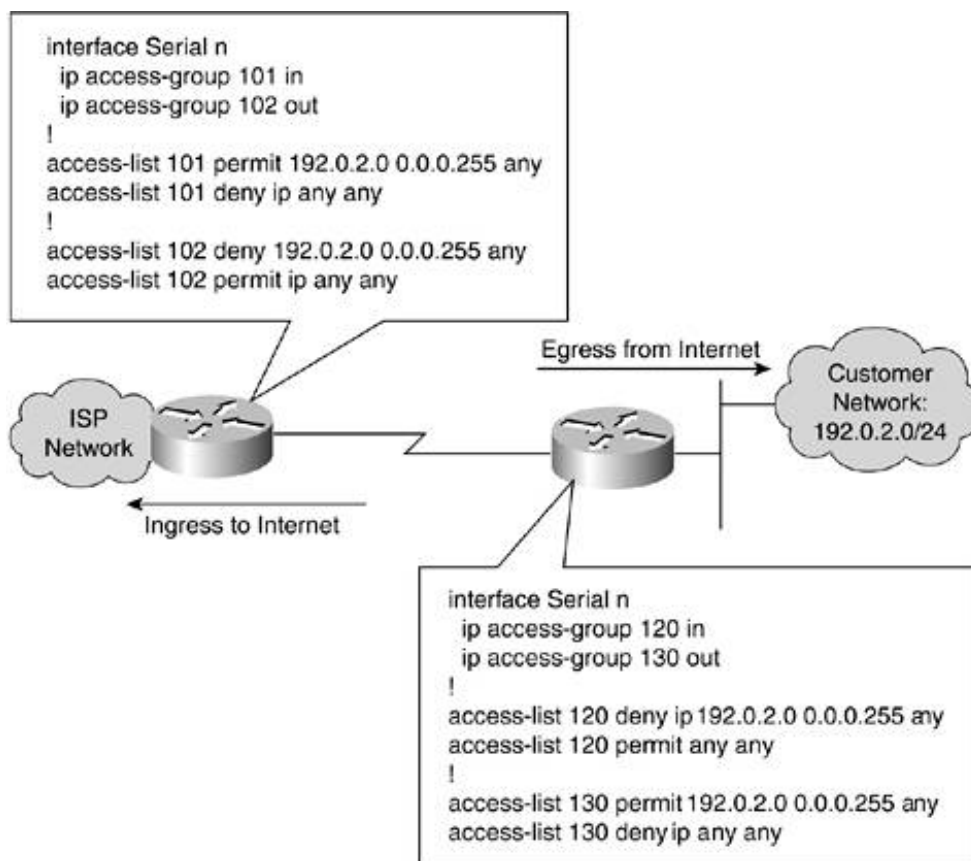 interface Serial n
ip access-group 101 in
ip access-group 102 out
!
access-list 101 permit 192.0.2.0 0.0.0.255 any
access-list 101 deny ip any any
!
access-list 102 deny 192.0.2.0 0.0.0.255 any
access-list 102 permit ip any any
Egress from Internet
Customer
Network:
192.0.2.0/24
ISP
Network
Ingress to Internet
interface Serial n
ip access-group 120 in
ip access-group 130 out
!
access-list 120 deny ip 192.0.2.0 0.0.0.255 any
access-list 120 permit any any
!
access-list 130 permit 192.0.2.0 0.0.0.255 any
access-list 130 deny ip any any